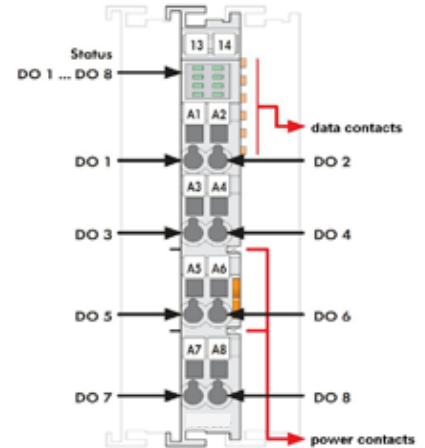 13 14
Status
DO 1 ... DO 8
A1 A2
data contacts
DO 1 DO 2
A3 A4
DO 3 DO 4
A5 A6
DO 5 DO 6
A7 A8
DO 7 DO 8
power contacts